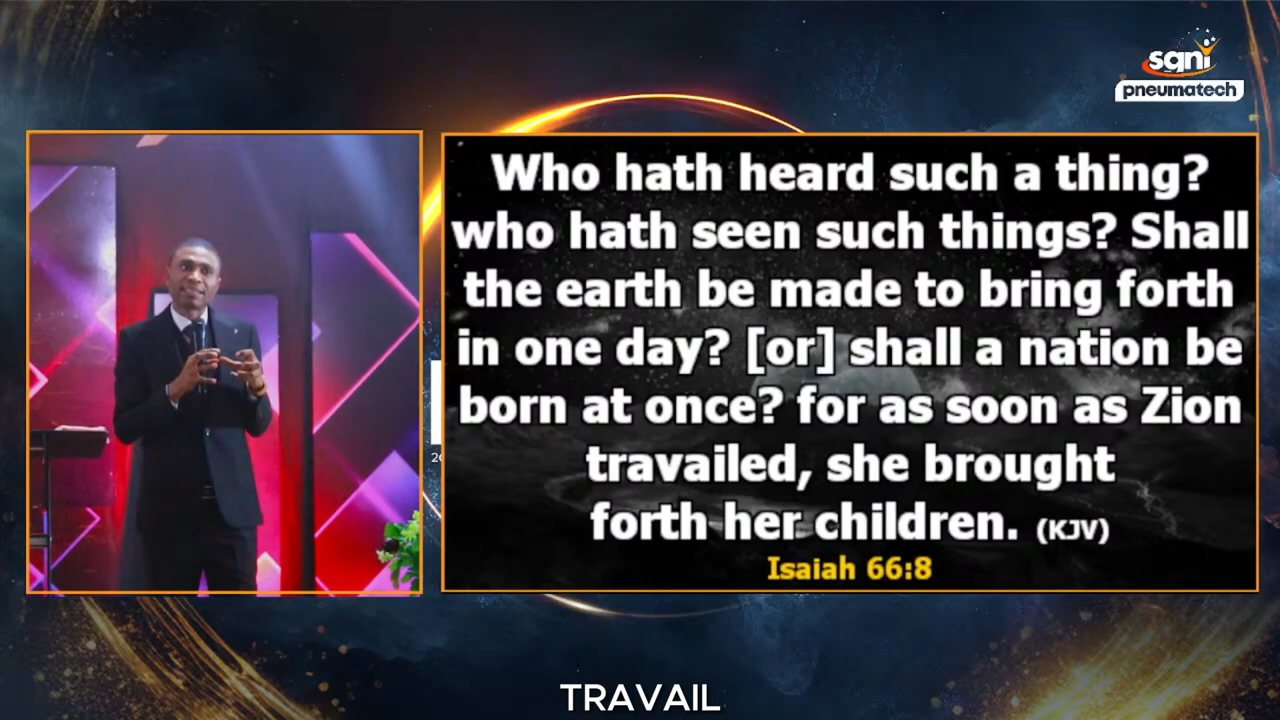 sgni
pneumatech
Who hath heard such a thing?
who hath seen such things? Shall
the earth be made to bring forth
in one day? [or] shall a nation be
born at once? for as soon as Zion
travailed, she brought
forth her children. (KJV)
Isaiah 66:8
TRAVAIL